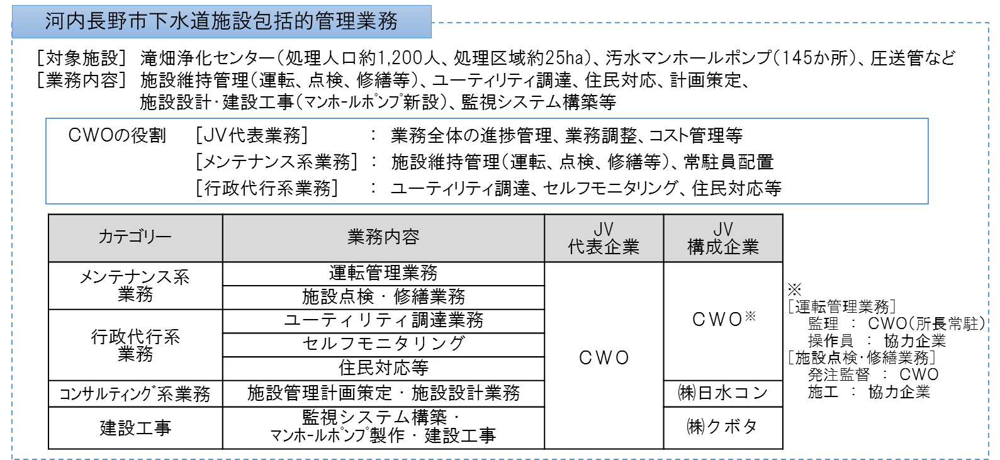 河内長野市下水道施設包括的管理業務
[対象施設] 滝畑浄化センター(処理人口約1,200人、処理区域約25ha)、汚水マンホールポンプ(145か所)、圧送管など
[業務内容] 施設維持管理(運転、点検、修繕等)、ユーティリティ調達、住民対応、計画策定、
施設設計・建設工事(ﾏﾝﾎｰﾙﾎﾟﾝﾌﾟ新設)、監視システム構築等
CWOの役割 [JV代表業務] : 業務全体の進捗管理、業務調整、コスト管理等
[メンテナンス系業務] : 施設維持管理(運転、点検、修繕等)、常駐員配置
[行政代行系業務] : ユーティリティ調達、セルフモニタリング、住民対応等
カテゴリー 業務内容 JV 代表企業 JV 構成企業
メンテナンス系
業務
運転管理業務
施設点検・修繕業務
行政代行系
業務
ユーティリティ調達業務
セルフモニタリング
住民対応等
コンサルティング系業務
施設管理計画策定・施設設計業務
建設工事
監視システム構築・
ﾏﾝﾎｰﾙﾎﾟﾝﾌﾟ製作・建設工事
CWO
CWO※
㈱日水コン
㈱クボタ
※
[運転管理業務]
監理 : CWO(所長常駐)
操作員 : 協力企業
[施設点検・修繕業務]
発注監督 : CWO
施工 : 協力企業